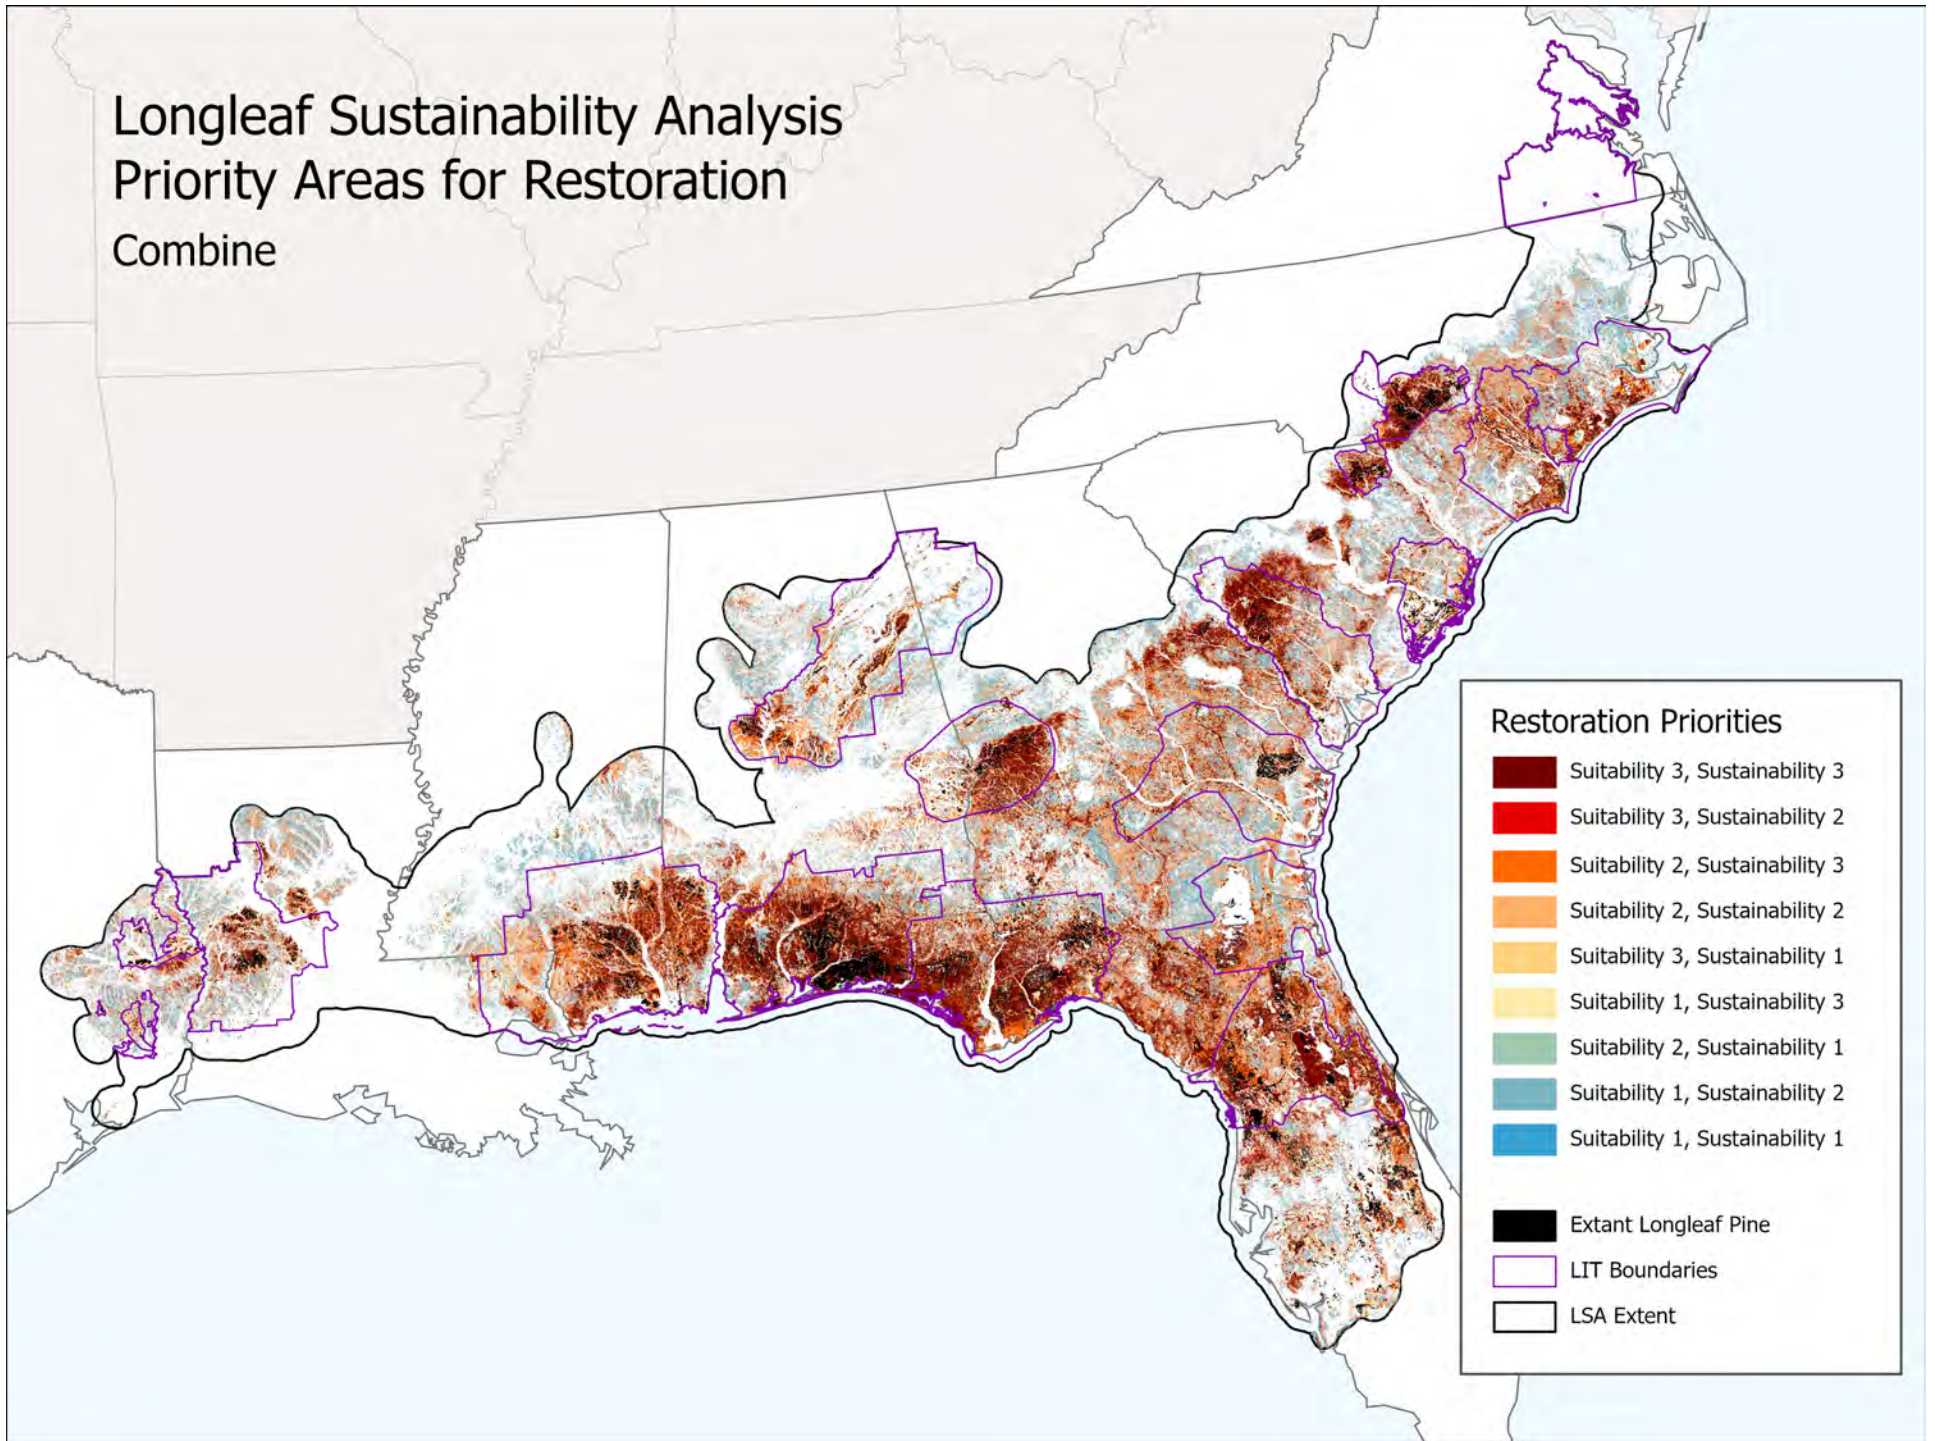 Longleaf Sustainability Analysis
Priority Areas for Restoration
Combine
Restoration Priorities
Suitability 3, Sustainability 3
Suitability 3, Sustainability 2
Suitability 2, Sustainability 3
Suitability 2, Sustainability 2
Suitability 3, Sustainability 1
Suitability 1, Sustainability 3
Suitability 2, Sustainability 1
Suitability 1, Sustainability 2
Suitability 1, Sustainability 1
Extant Longleaf Pine
LIT Boundaries
LSA Extent